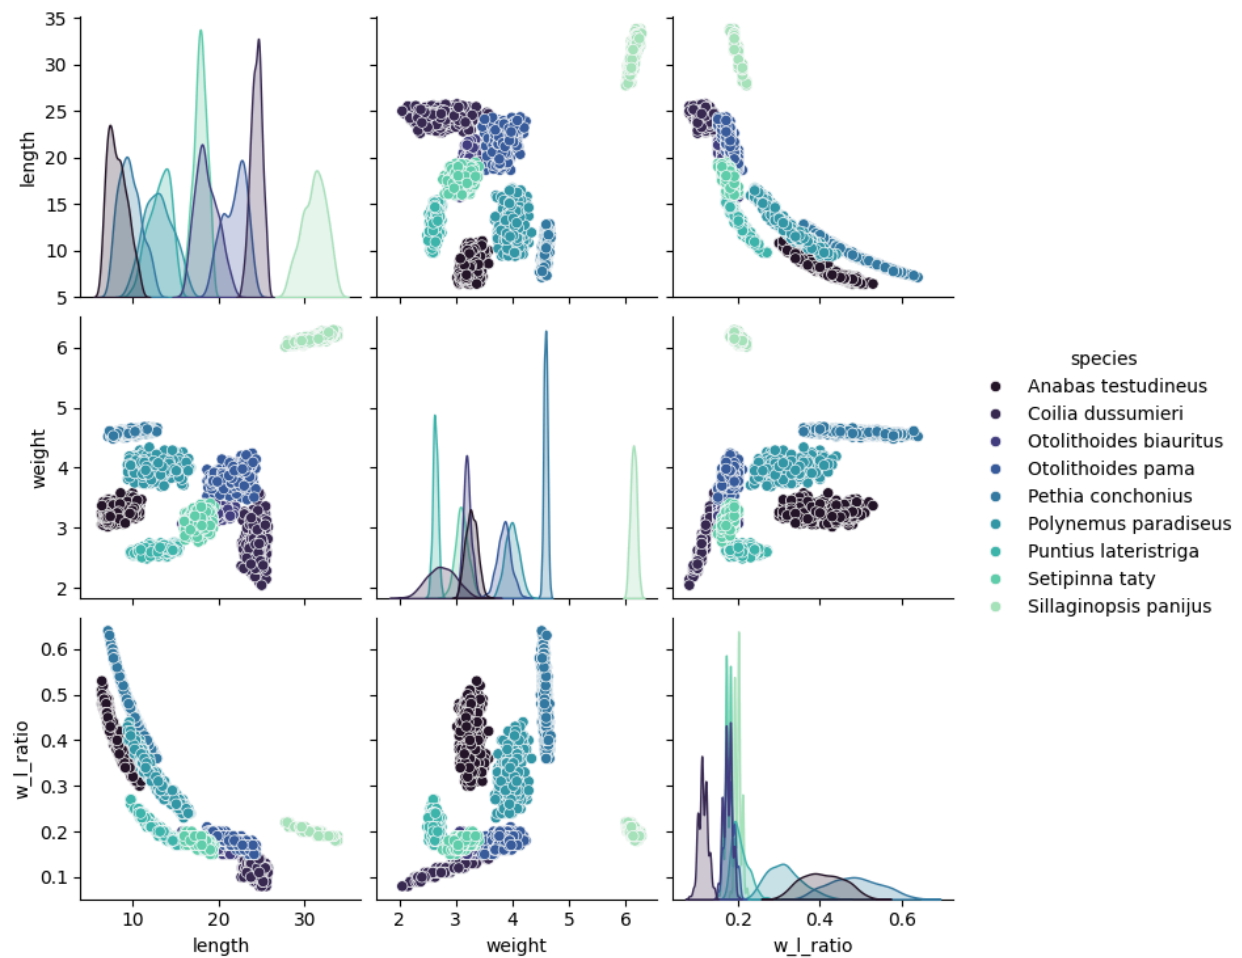 35
30
25
20
15
10
5
length
6
5
4
3
2
weight
0.6
0.5
0.4
0.3
0.2
0.1
w_l_ratio
10 20 30
length
2 3 4 5 6
weight
0.2 0.4 0.6
w_l_ratio
species
Anabas testudineus
Coilia dussumieri
Otolithoides biauritus
Otolithoides pama
Pethia conchonius
Polynemus paradiseus
Puntius lateristriga
Setipinna taty
Sillaginopsis panijus